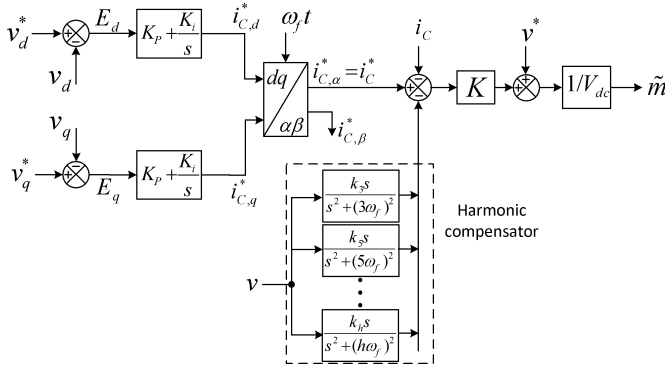 v_d^*
E_d
K_P + K_i/s
i_{C,d}^*
v_d
ω_f t
dq
αβ
i_{C,α}^* = i_C^*
i_{C,β}^*
i_C
K
v^*
1/V_{dc}
m̃
v_q
v_q^*
E_q
K_P + K_i/s
i_{C,q}^*
k_3 s / s^2 + (3ω_f)^2
k_5 s / s^2 + (5ω_f)^2
k_h s / s^2 + (hω_f)^2
v
Harmonic
compensator